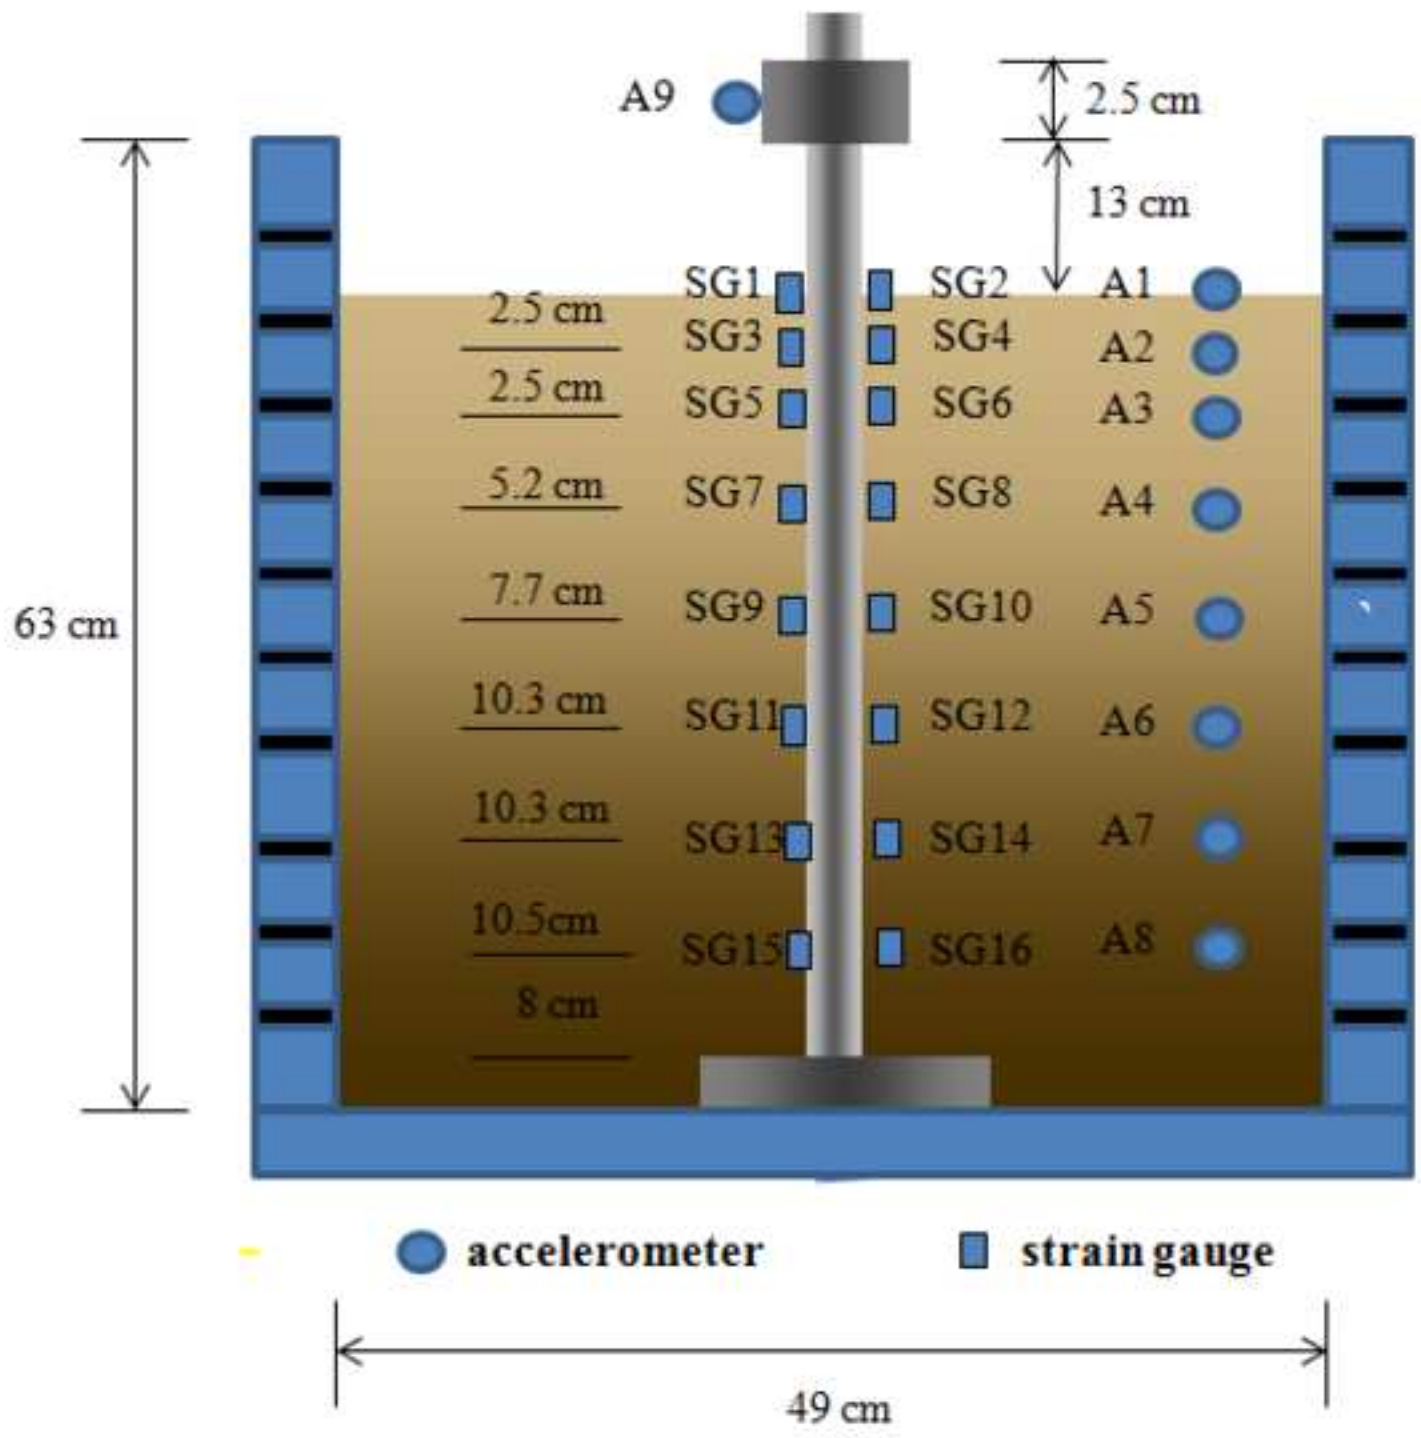 A9
2.5 cm
13 cm
SG1 SG2 A1
2.5 cm
SG3 SG4 A2
2.5 cm
SG5 SG6 A3
5.2 cm
SG7 SG8 A4
7.7 cm
SG9 SG10 A5
63 cm
10.3 cm
SG11 SG12 A6
10.3 cm
SG13 SG14 A7
10.5cm
SG15 SG16 A8
8 cm
accelerometer strain gauge
49 cm